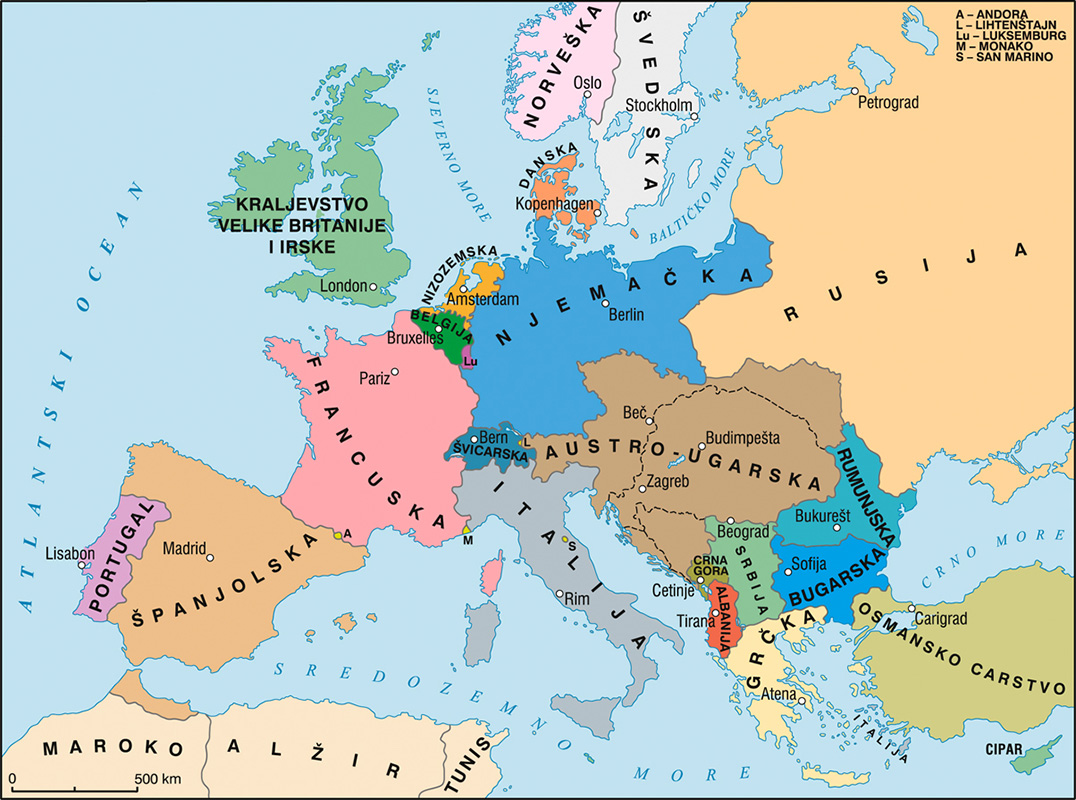 A – ANDORA
L – LIHTENŠTAJN
Lu – LUKSEMBURG
M – MONAKO
S – SAN MARINO
NORVEŠKA
Oslo
ŠVEDSKA
Stockholm
Petrograd
SJEVERNO MORE
DANSKA
Kopenhagen
BALTIČKO MORE
ATLANTSKI OCEAN
KRALJEVSTVO
VELIKE BRITANIJE
I IRSKE
London
NIZOZEMSKA
Amsterdam
BELGIJA
Bruxelles
Lu
NJEMAČKA
Berlin
RUSIJA
FRANCUSKA
Pariz
Bern
ŠVICARSKA
L
AUSTRO-UGARSKA
Beč
Budimpešta
Zagreb
RUMUNJSKA
Bukurešt
PORTUGAL
Lisabon
ŠPANJOLSKA
Madrid
A
M
ITALIJA
S
Rim
Beograd
SRBIJA
CRNA
GORA
Cetinje
ALBANIJA
Tirana
BUGARSKA
Sofija
CRNO MORE
GRČKA
Atena
OSMANSKO CARSTVO
Carigrad
SREDOZEMNO MORE
ITALIJA
CIPAR
MAROKO
ALŽIR
TUNIS
0 500 km